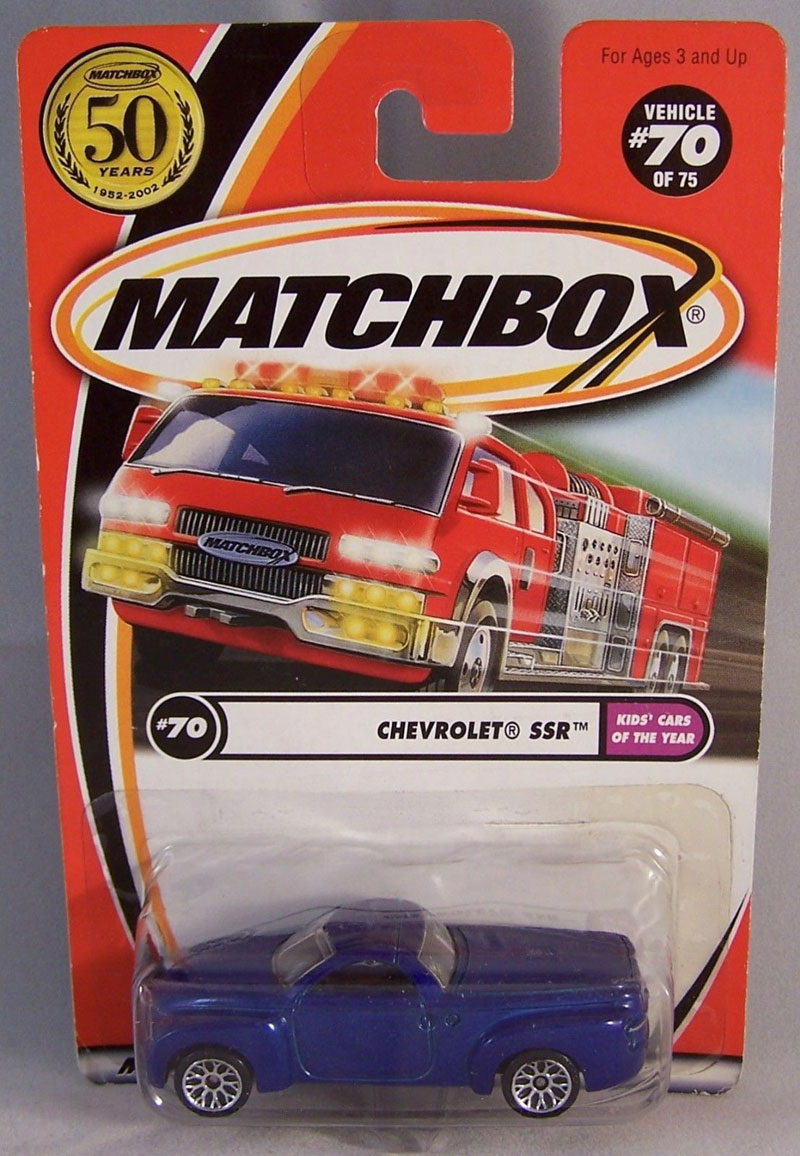 MATCHBOX
50
YEARS
1952-2002
For Ages 3 and Up
VEHICLE
#70
OF 75
MATCHBOX®
MATCHBOX
#70
CHEVROLET® SSR™
KIDS' CARS
OF THE YEAR